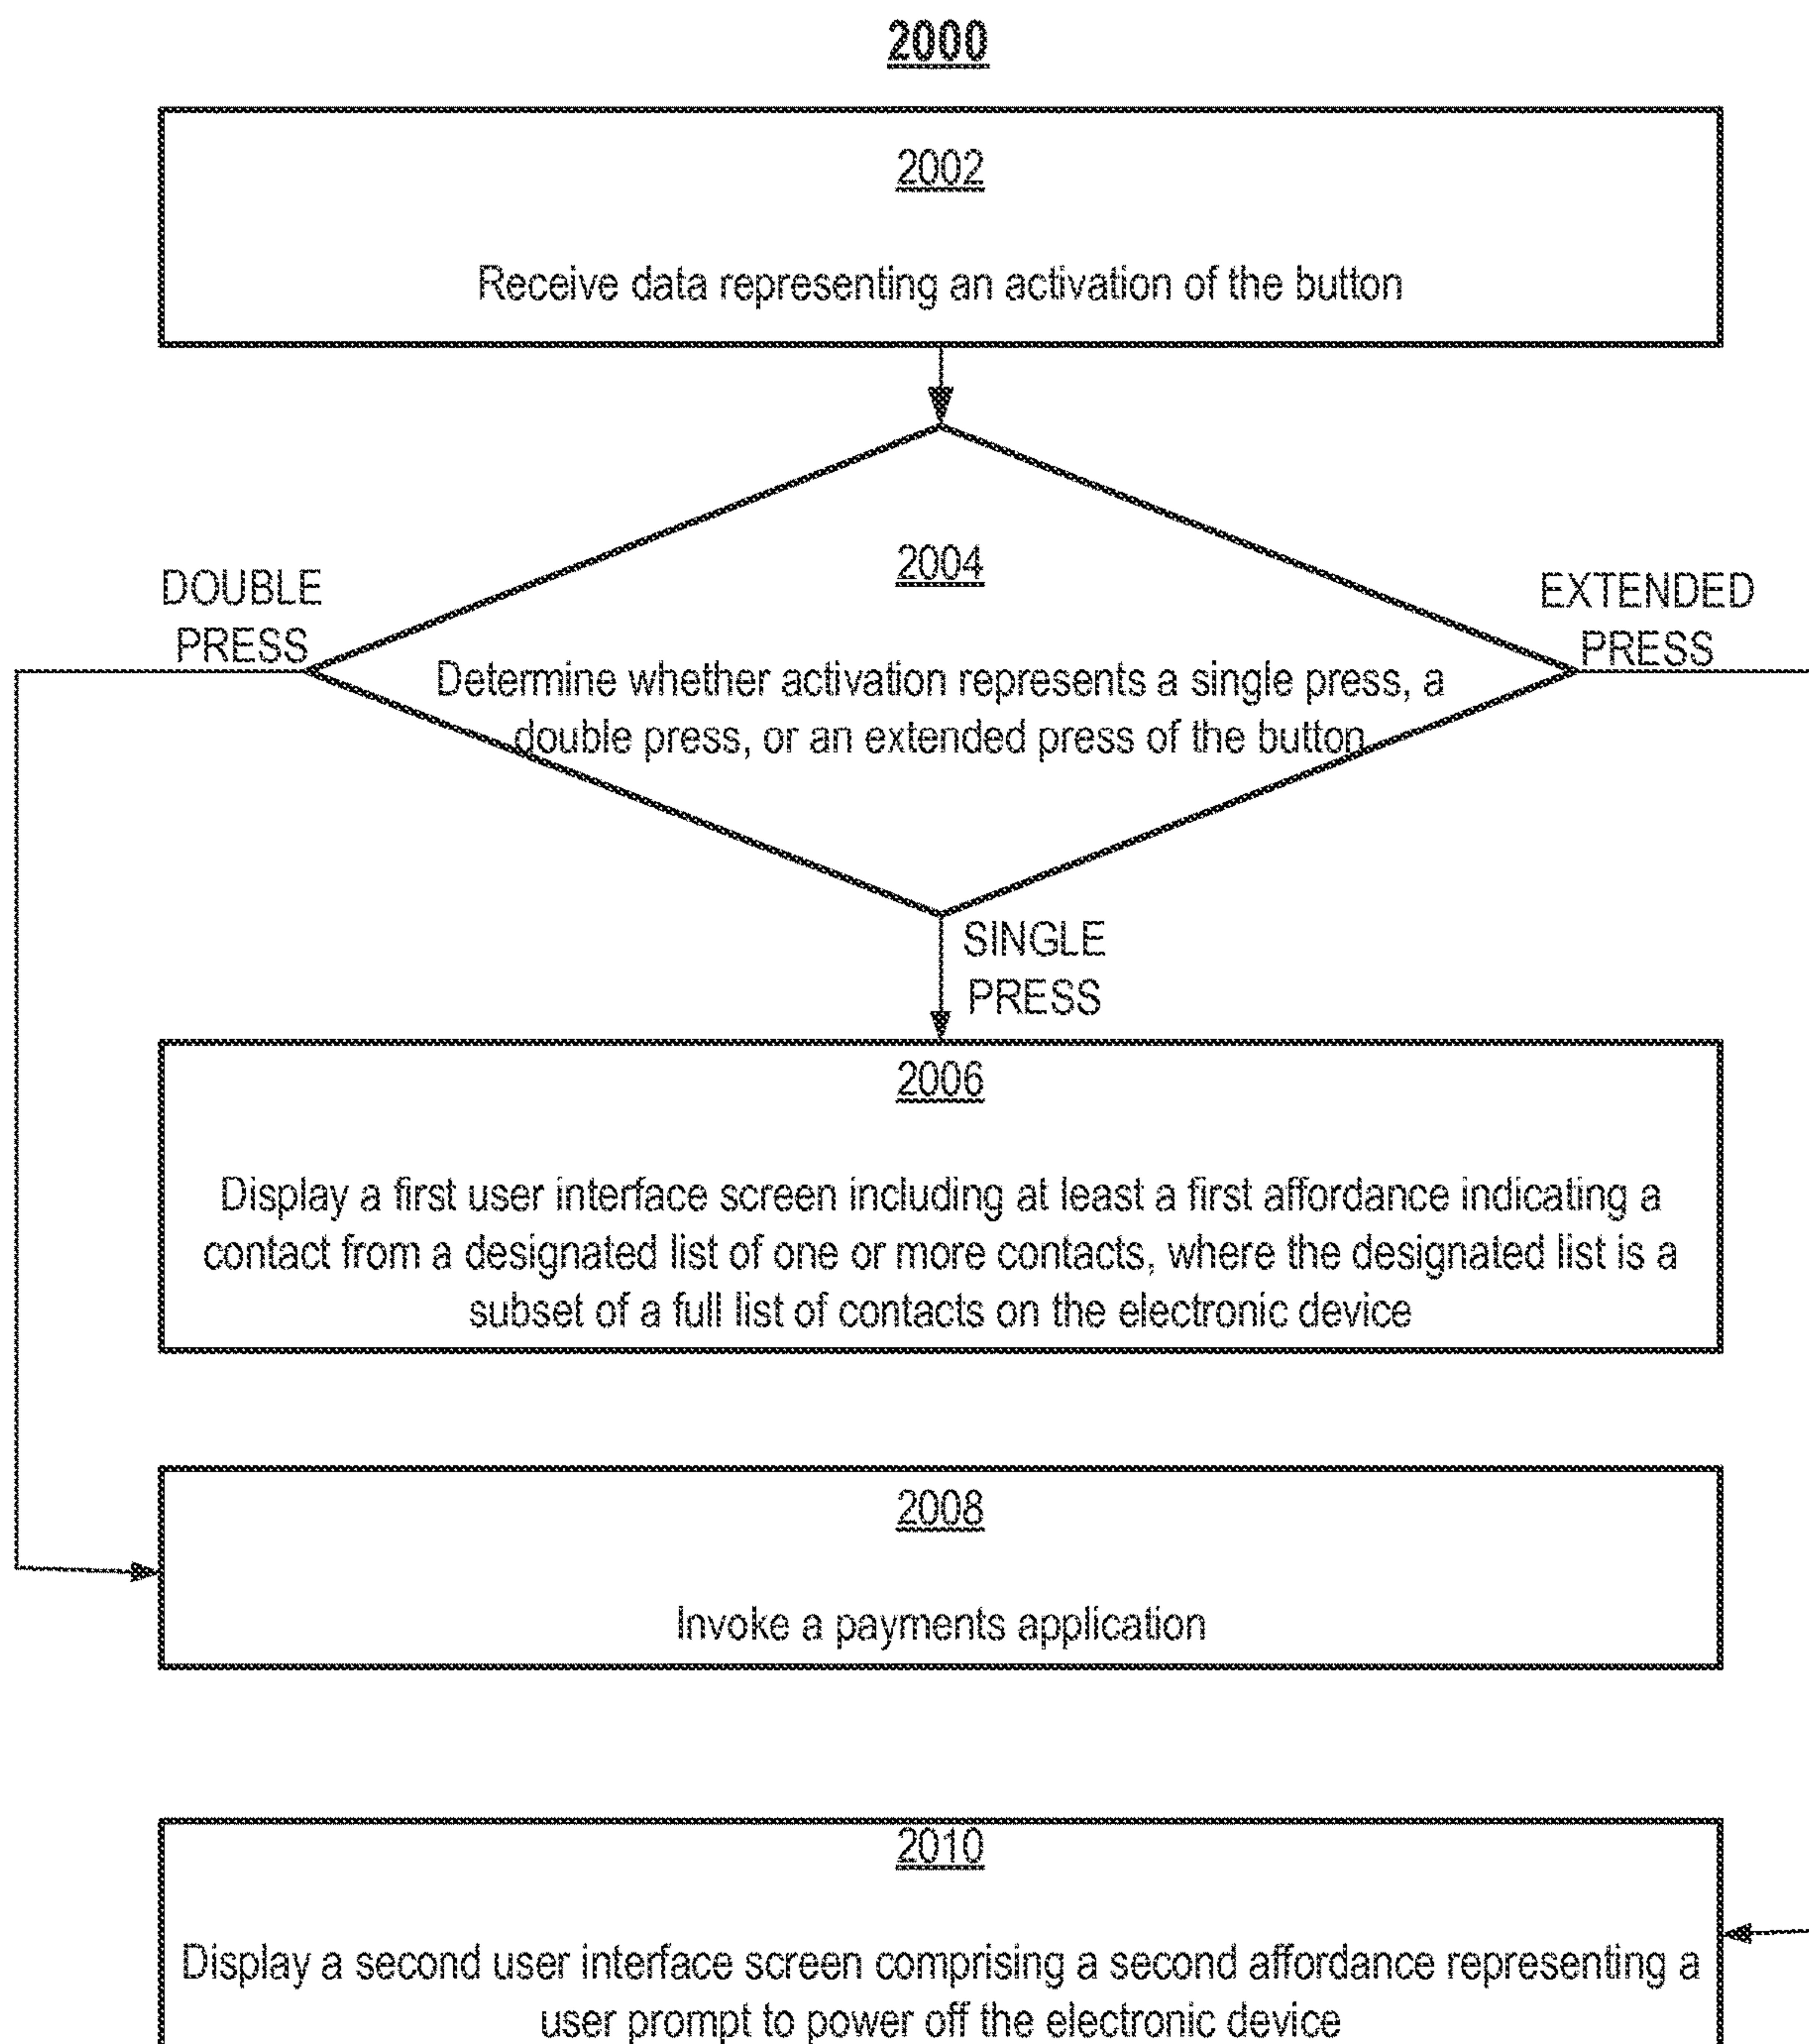 2000
2002
Receive data representing an activation of the button
2004
DOUBLE
PRESS
EXTENDED
PRESS
Determine whether activation represents a single press, a
double press, or an extended press of the button
SINGLE
PRESS
2006
Display a first user interface screen including at least a first affordance indicating a
contact from a designated list of one or more contacts, where the designated list is a
subset of a full list of contacts on the electronic device
2008
Invoke a payments application
2010
Display a second user interface screen comprising a second affordance representing a
user prompt to power off the electronic device